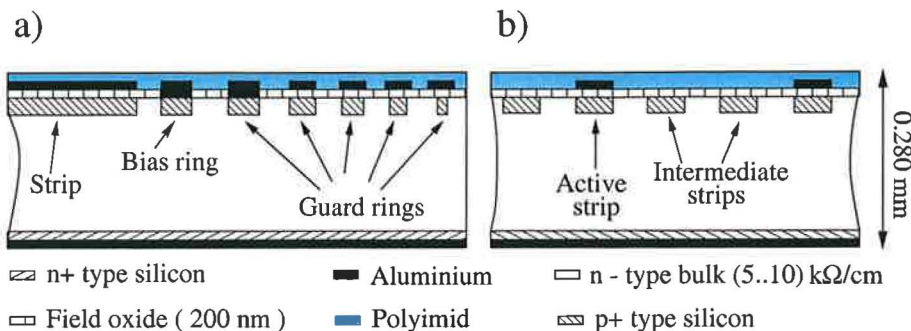 a)
b)
Strip
Bias ring
Guard rings
Active
strip
Intermediate
strips
0.280 mm
n+ type silicon
Aluminium
n - type bulk (5..10) kΩ/cm
Field oxide ( 200 nm )
Polyimid
p+ type silicon